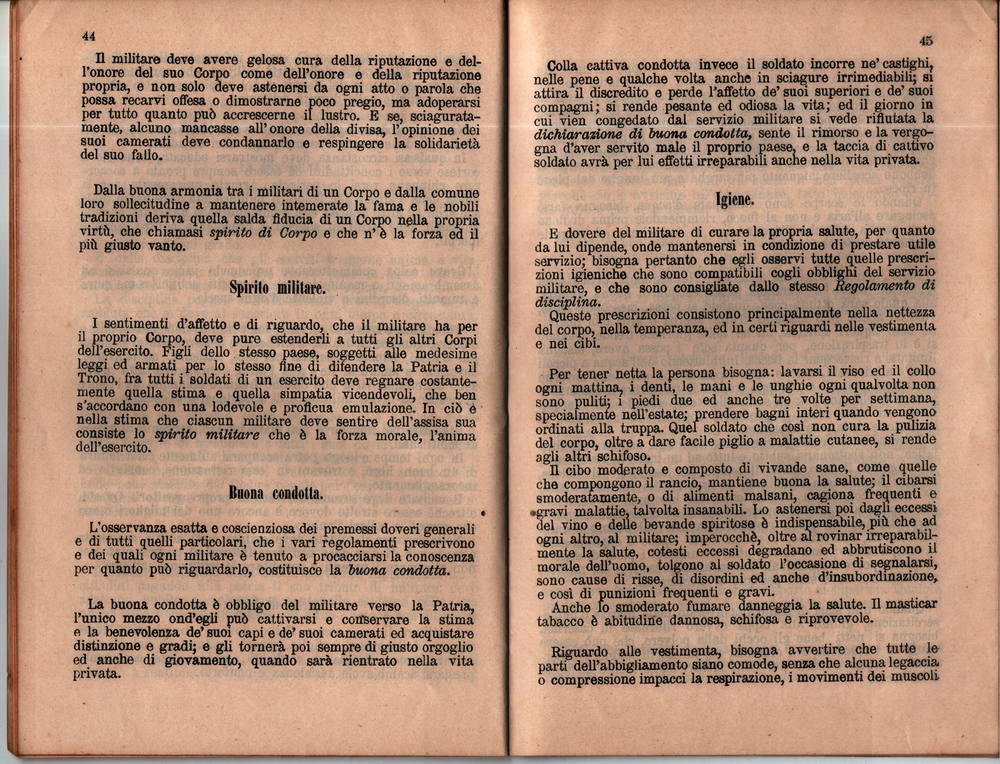 44
Il militare deve avere gelosa cura della riputazione e del-
l'onore del suo Corpo come dell'onore e della riputazione
propria, e non solo deve astenersi da ogni atto o parola che
possa recarvi offesa o dimostrarne poco pregio, ma adoperarsi
per tutto quanto può accrescerne il lustro. E se, sciagurata-
mente, alcuno mancasse all'onore della divisa, l'opinione dei
suoi camerati deve condannarlo e respingere la solidarietà
del suo fallo.
Dalla buona armonia tra i militari di un Corpo e dalla comune
loro sollecitudine a mantenere intemerate la fama e le nobili
tradizioni deriva quella salda fiducia di un Corpo nella propria
virtù, che chiamasi spirito di Corpo e che n'è la forza ed il
più giusto vanto.
Spirito militare.
I sentimenti d'affetto e di riguardo, che il militare ha per
il proprio Corpo, deve pure estenderli a tutti gli altri Corpi
dell'esercito. Figli dello stesso paese, soggetti alle medesime
leggi ed armati per lo stesso fine di difendere la Patria e il
Trono, fra tutti i soldati di un esercito deve regnare costante-
mente quella stima e quella simpatia vicendevoli, che ben
s'accordano con una lodevole e proficua emulazione. In ciò e
nella stima che ciascun militare deve sentire dell'assisa sua
consiste lo spirito militare che è la forza morale, l'anima
dell'esercito.
Buona condotta.
L'osservanza esatta e coscienziosa dei premessi doveri generali
e di tutti quelli particolari, che i vari regolamenti prescrivono
e dei quali ogni militare è tenuto a procacciarsi la conoscenza
per quanto può riguardarlo, costituisce la buona condotta.
La buona condotta è obbligo del militare verso la Patria,
l'unico mezzo ond'egli può cattivarsi e conservare la stima
e la benevolenza de' suoi capi e de' suoi camerati ed acquistare
distinzione e gradi; e gli tornerà poi sempre di giusto orgoglio
ed anche di giovamento, quando sarà rientrato nella vita
privata.
45
Colla cattiva condotta invece il soldato incorre ne' castighi,
nelle pene e qualche volta anche in sciagure irrimediabili; si
attira il discredito e perde l'affetto de' suoi superiori e de' suoi
compagni; si rende pesante ed odiosa la vita; ed il giorno in
cui vien congedato dal servizio militare si vede rifiutata la
dichiarazione di buona condotta, sente il rimorso e la vergo-
gna d'aver servito male il proprio paese, e la taccia di cattivo
soldato avrà per lui effetti irreparabili anche nella vita privata.
Igiene.
E dovere del militare di curare la propria salute, per quanto
da lui dipende, onde mantenersi in condizione di prestare utile
servizio; bisogna pertanto che egli osservi tutte quelle prescri-
zioni igieniche che sono compatibili cogli obblighi del servizio
militare, e che sono consigliate dallo stesso Regolamento di
disciplina.
Queste prescrizioni consistono principalmente nella nettezza
del corpo, nella temperanza, ed in certi riguardi nelle vestimenta
e nei cibi.
Per tener netta la persona bisogna: lavarsi il viso ed il collo
ogni mattina, i denti, le mani e le unghie ogni qualvolta non
sono puliti; i piedi due ed anche tre volte per settimana,
specialmente nell'estate; prendere bagni interi quando vengono
ordinati alla truppa. Quel soldato che così non cura la pulizia
del corpo, oltre a dare facile piglio a malattie cutanee, si rende
agli altri schifoso.
Il cibo moderato e composto di vivande sane, come quelle
che compongono il rancio, mantiene buona la salute; il cibarsi
smoderatamente, o di alimenti malsani, cagiona frequenti e
gravi malattie, talvolta insanabili. Lo astenersi poi dagli eccessi
del vino e delle bevande spiritose è indispensabile, più che ad
ogni altro, al militare; imperocchè, oltre al rovinar irreparabil-
mente la salute, cotesti eccessi degradano ed abbrutiscono il
morale dell'uomo, tolgono al soldato l'occasione di segnalarsi,
sono cause di risse, di disordini ed anche d'insubordinazione,
e così di punizioni frequenti e gravi.
Anche lo smoderato fumare danneggia la salute. Il masticar
tabacco è abitudine dannosa, schifosa e riprovevole.
Riguardo alle vestimenta, bisogna avvertire che tutte le
parti dell'abbigliamento siano comode, senza che alcuna legaccia
o compressione impacci la respirazione, i movimenti dei muscoli